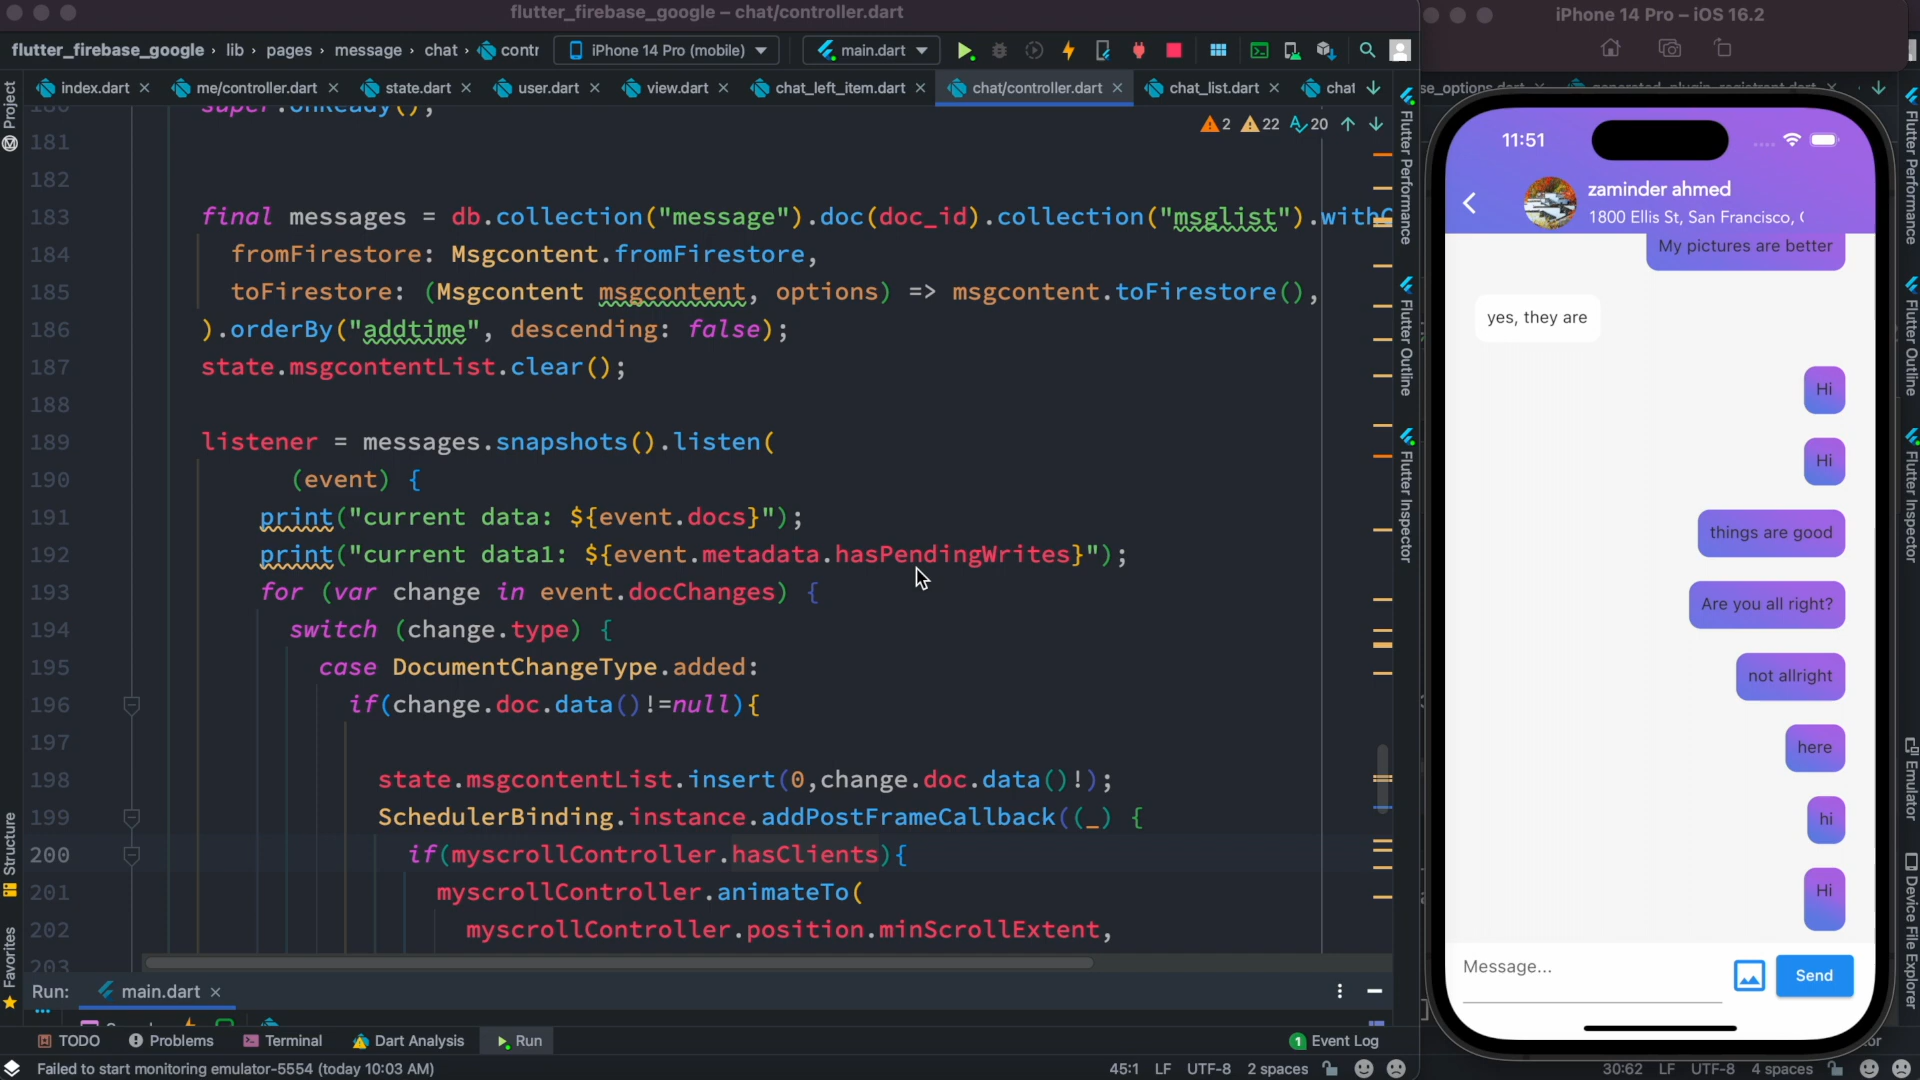 flutter_firebase_google – chat/controller.dart
flutter_firebase_google › lib › pages › message › chat › contr
iPhone 14 Pro (mobile)
main.dart
index.dart
me/controller.dart
state.dart
user.dart
view.dart
chat_left_item.dart
chat/controller.dart
chat_list.dart
chat
2 22 20
180 super.onReady();
181
182
183 final messages = db.collection("message").doc(doc_id).collection("msglist").withC
184 fromFirestore: Msgcontent.fromFirestore,
185 toFirestore: (Msgcontent msgcontent, options) => msgcontent.toFirestore(),
186 ).orderBy("addtime", descending: false);
187 state.msgcontentList.clear();
188
189 listener = messages.snapshots().listen(
190 (event) {
191 print("current data: ${event.docs}");
192 print("current data1: ${event.metadata.hasPendingWrites}");
193 for (var change in event.docChanges) {
194 switch (change.type) {
195 case DocumentChangeType.added:
196 if(change.doc.data()!=null){
197
198 state.msgcontentList.insert(0,change.doc.data()!);
199 SchedulerBinding.instance.addPostFrameCallback((_) {
200 if(myscrollController.hasClients){
201 myscrollController.animateTo(
202 myscrollController.position.minScrollExtent,
203
Project
Structure
Favorites
Flutter Performance
Flutter Outline
Flutter Inspector
Run: main.dart
TODO
Problems
Terminal
Dart Analysis
Run
1 Event Log
Failed to start monitoring emulator-5554 (today 10:03 AM)
45:1 LF UTF-8 2 spaces
iPhone 14 Pro – iOS 16.2
11:51
zaminder ahmed
1800 Ellis St, San Francisco, (
My pictures are better
yes, they are
Hi
Hi
things are good
Are you all right?
not allright
here
hi
Hi
Message...
Send
Flutter Performance
Flutter Outline
Flutter Inspector
Emulator
Device File Explorer
30:62 LF UTF-8 4 spaces